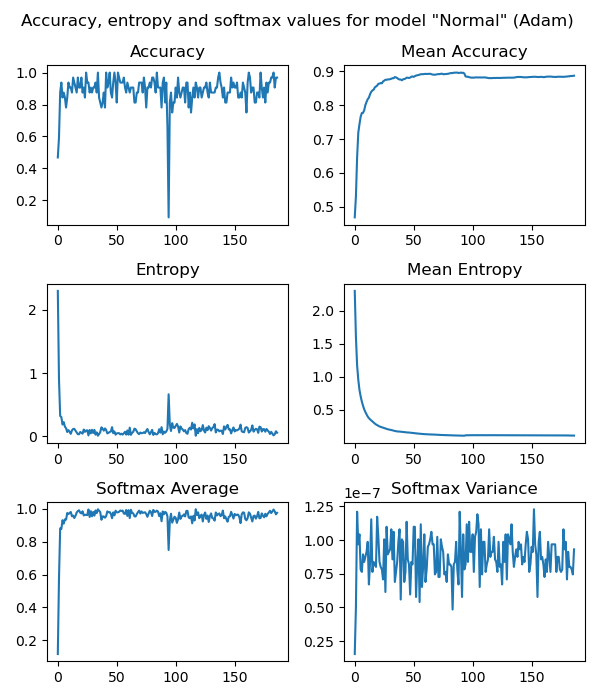 Accuracy, entropy and softmax values for model "Normal" (Adam)
Accuracy
Mean Accuracy
1.0
0.8
0.6
0.4
0.2
0 50 100 150
0.9
0.8
0.7
0.6
0.5
0 50 100 150
Entropy
Mean Entropy
2
1
0
0 50 100 150
2.0
1.5
1.0
0.5
0 50 100 150
Softmax Average
1e-7 Softmax Variance
1.0
0.8
0.6
0.4
0.2
0 50 100 150
1.25
1.00
0.75
0.50
0.25
0 50 100 150